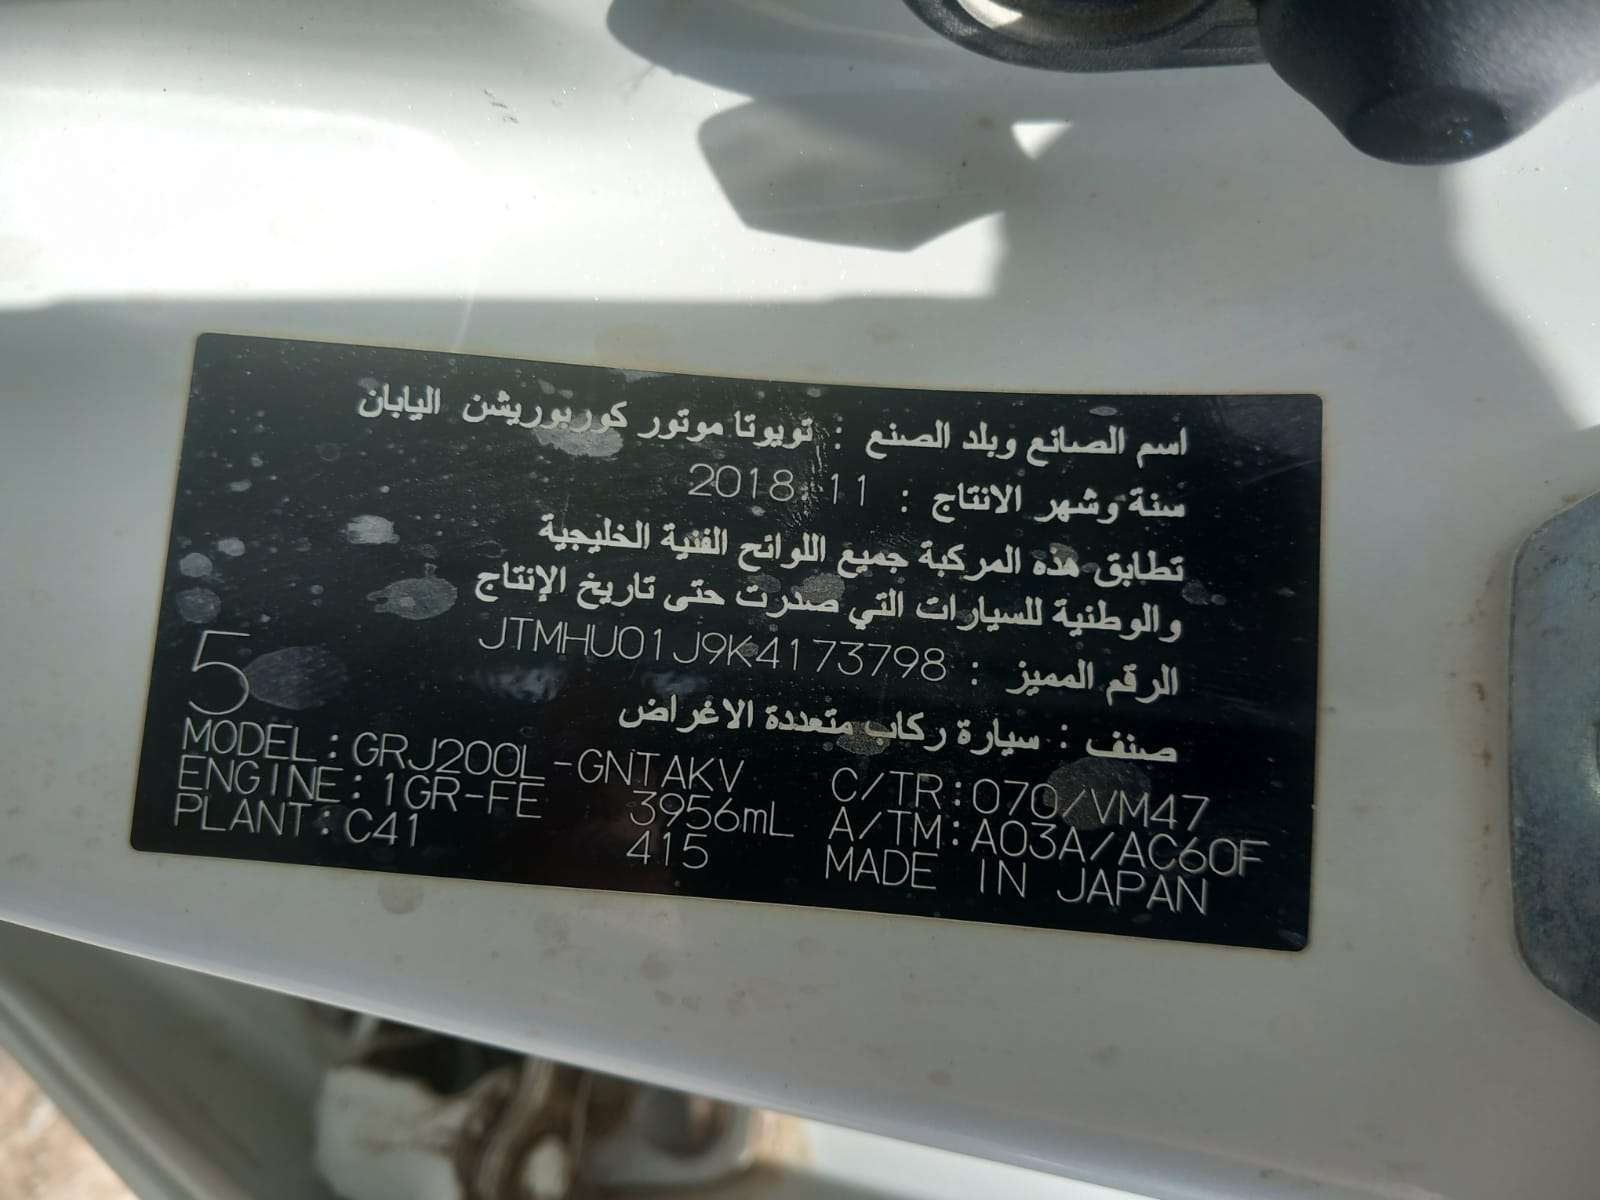 اسم الصانع وبلد الصنع : تويوتا موتور كوربوريشن اليابان
سنة وشهر الانتاج : 2018 11
تطابق هذه المركبة جميع اللوائح الفنية الخليجية
والوطنية للسيارات التي صدرت حتى تاريخ الإنتاج
الرقم المميز : JTMHU01J9K4173798
صنف : سيارة ركاب متعددة الاغراض
5
MODEL: GRJ200L-GNTAKV C/TR: 070/VM47
ENGINE: 1GR-FE 3956mL A/TM: A03A/AC60F
PLANT: C41 415 MADE IN JAPAN